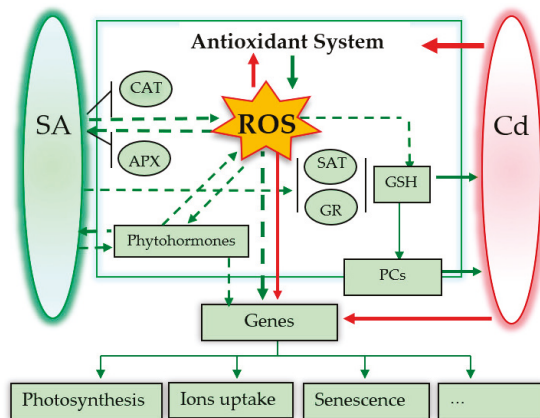 Antioxidant System
SA
CAT
ROS
Cd
APX
SAT
GSH
GR
Phytohormones
PCs
Genes
Photosynthesis
Ions uptake
Senescence
...